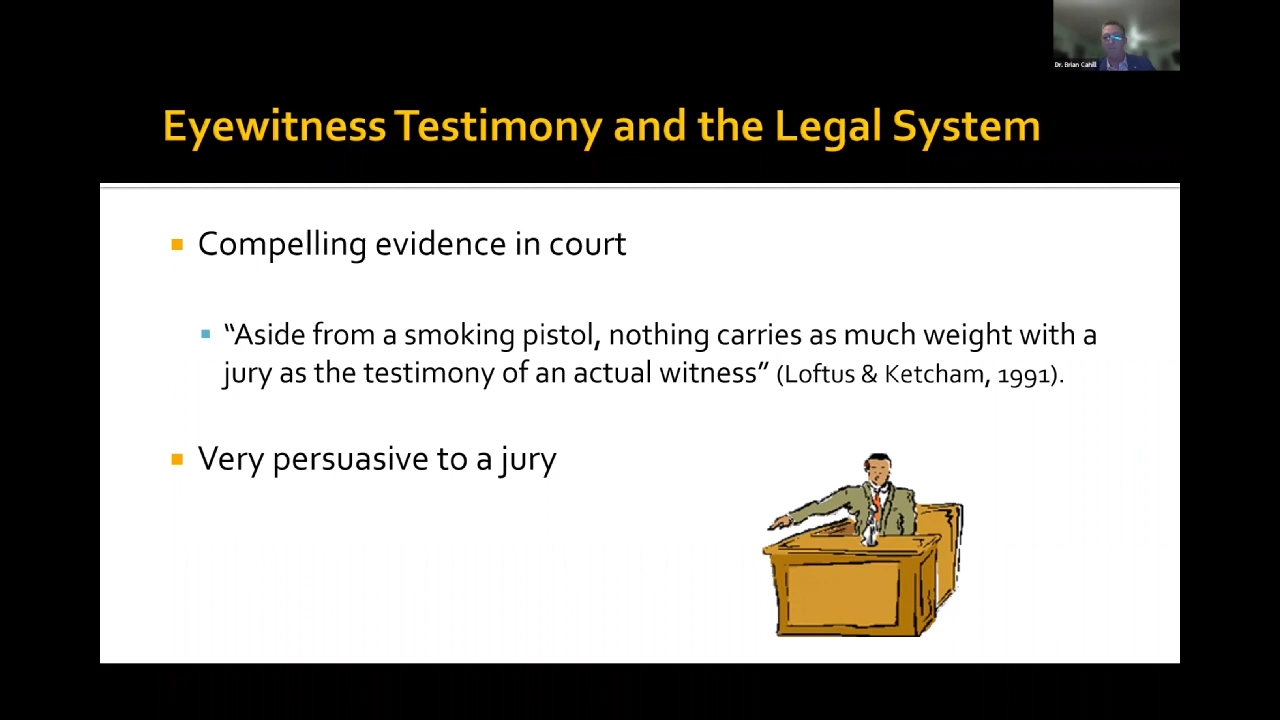 Dr. Brian Cahill
Eyewitness Testimony and the Legal System
Compelling evidence in court
“Aside from a smoking pistol, nothing carries as much weight with a
jury as the testimony of an actual witness” (Loftus & Ketcham, 1991).
Very persuasive to a jury